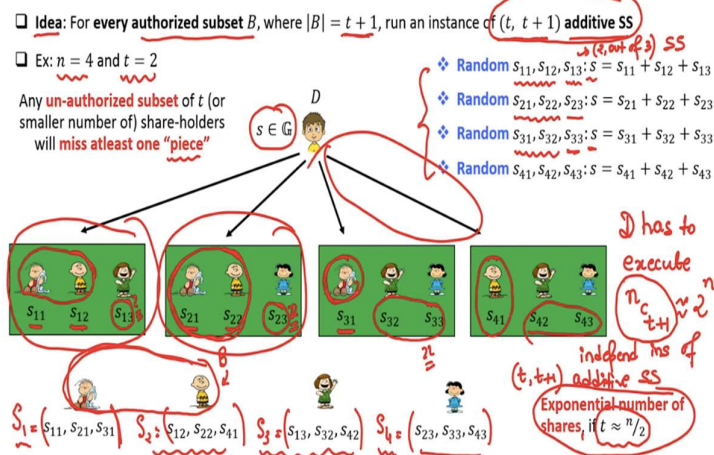 ❑ Idea: For every authorized subset B, where |B| = t + 1, run an instance of (t, t + 1) additive SS
→ (2, out of 3) SS
❑ Ex: n = 4 and t = 2
Any un-authorized subset of t (or
smaller number of) share-holders
will miss atleast one “piece”
D
s ∈ 𝔾
❖ Random s₁₁, s₁₂, s₁₃: s = s₁₁ + s₁₂ + s₁₃
❖ Random s₂₁, s₂₂, s₂₃: s = s₂₁ + s₂₂ + s₂₃
❖ Random s₃₁, s₃₂, s₃₃: s = s₃₁ + s₃₂ + s₃₃
❖ Random s₄₁, s₄₂, s₄₃: s = s₄₁ + s₄₂ + s₄₃
s₁₁ s₁₂ s₁₃
s₂₁ s₂₂ s₂₃
s₃₁ s₃₂ s₃₃
s₄₁ s₄₂ s₄₃
D has to
execute
n C t+1 ≈ 2ⁿ
independ ins of
(t, t+1) additive SS
S₁ = (s₁₁, s₂₁, s₃₁) S₂: (s₁₂, s₂₂, s₄₁) S₃ = (s₁₃, s₃₂, s₄₂) S₄ = (s₂₃, s₃₃, s₄₃)
Exponential number of
shares, if t ≈ n/2